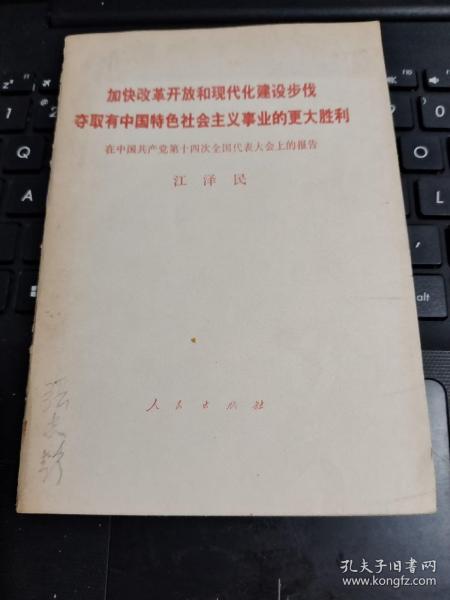 加快改革开放和现代化建设步伐
夺取有中国特色社会主义事业的更大胜利
在中国共产党第十四次全国代表大会上的报告
江泽民
人民出版社
孔夫子旧书网
www.kongfz.com